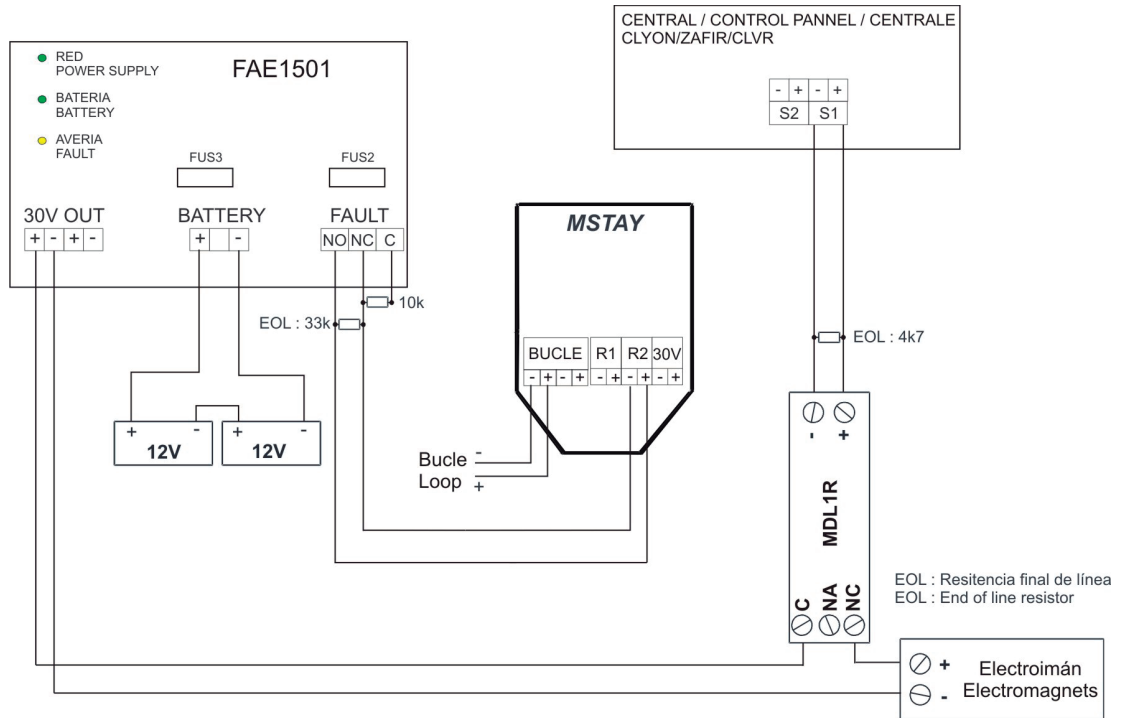 CENTRAL / CONTROL PANNEL / CENTRALE
CLYON/ZAFIR/CLVR
- + - +
S2 S1
RED
POWER SUPPLY
BATERIA
BATTERY
AVERIA
FAULT
FAE1501
FUS3
FUS2
30V OUT
+ - + -
BATTERY
+ -
FAULT
NO NC C
10k
EOL : 33k
+ -
12V
+ -
12V
MSTAY
BUCLE R1 R2 30V
- + - + - + - + - +
Bucle -
Loop +
EOL : 4k7
- +
MDL1R
C NA NC
EOL : Resitencia final de línea
EOL : End of line resistor
+ Electroimán
- Electromagnets